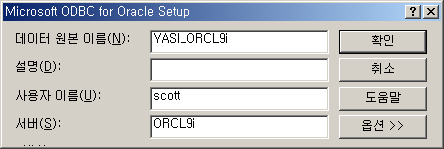 Microsoft ODBC for Oracle Setup
데이터 원본 이름(N): YASI_ORCL9i 확인
설명(D): 취소
사용자 이름(U): scott 도움말
서버(S): ORCL9i 옵션 >>